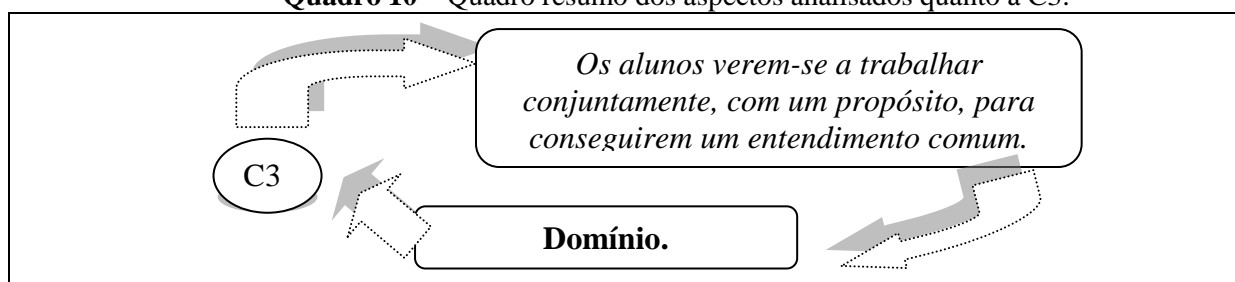 Quadro 10 – Quadro resumo dos aspectos analisados quanto a C3.
Os alunos verem-se a trabalhar
conjuntamente, com um propósito, para
conseguirem um entendimento comum.
C3
Domínio.